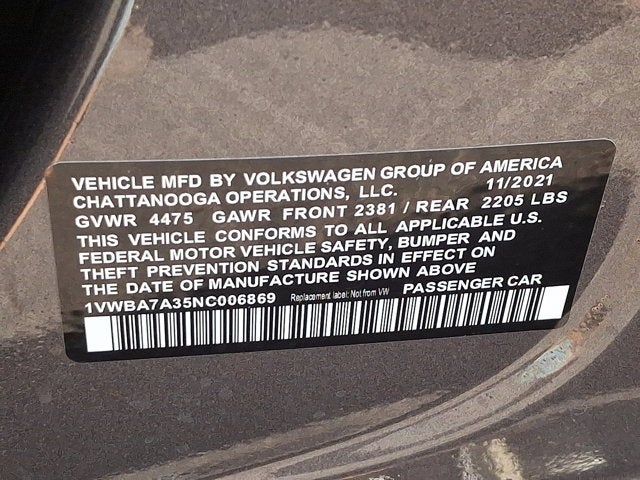 VEHICLE MFD BY VOLKSWAGEN GROUP OF AMERICA
CHATTANOOGA OPERATIONS, LLC. 11/2021
GVWR 4475 GAWR FRONT 2381 / REAR 2205 LBS
THIS VEHICLE CONFORMS TO ALL APPLICABLE U.S.
FEDERAL MOTOR VEHICLE SAFETY, BUMPER AND
THEFT PREVENTION STANDARDS IN EFFECT ON
THE DATE OF MANUFACTURE SHOWN ABOVE
1VWBA7A35NC006869 Replacement label: Not from VW PASSENGER CAR